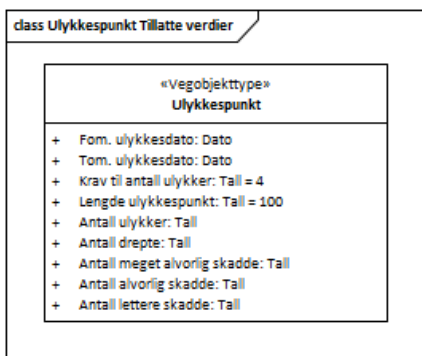 class Ulykkespunkt Tillatte verdier
«Vegobjekttype»
Ulykkespunkt
+ Fom. ulykkesdato: Dato
+ Tom. ulykkesdato: Dato
+ Krav til antall ulykker: Tall = 4
+ Lengde ulykkespunkt: Tall = 100
+ Antall ulykker: Tall
+ Antall drepte: Tall
+ Antall meget alvorlig skadde: Tall
+ Antall alvorlig skadde: Tall
+ Antall lettere skadde: Tall